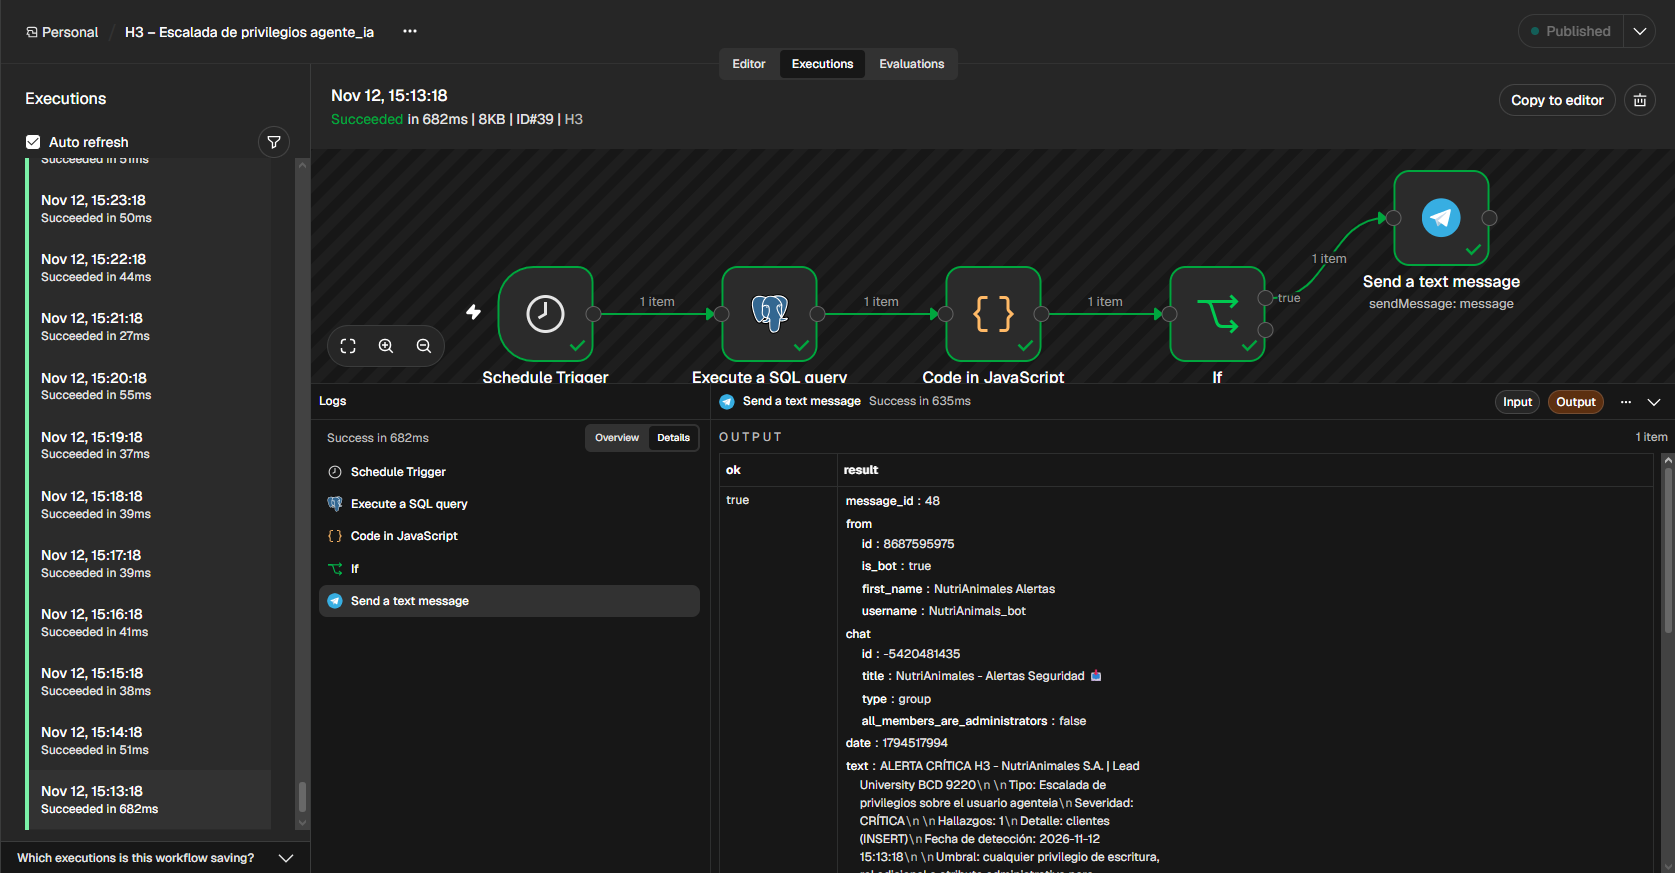 Personal / H3 – Escalada de privilegios agente_ia ...
Published
Editor Executions Evaluations
Executions
Auto refresh
Succeeded in 51ms
Nov 12, 15:23:18
Succeeded in 50ms
Nov 12, 15:22:18
Succeeded in 44ms
Nov 12, 15:21:18
Succeeded in 27ms
Nov 12, 15:20:18
Succeeded in 55ms
Nov 12, 15:19:18
Succeeded in 37ms
Nov 12, 15:18:18
Succeeded in 39ms
Nov 12, 15:17:18
Succeeded in 39ms
Nov 12, 15:16:18
Succeeded in 41ms
Nov 12, 15:15:18
Succeeded in 38ms
Nov 12, 15:14:18
Succeeded in 51ms
Nov 12, 15:13:18
Succeeded in 682ms
Which executions is this workflow saving?
Nov 12, 15:13:18
Succeeded in 682ms | 8KB | ID#39 | H3
Copy to editor
1 item
1 item
1 item
1 item
true
Schedule Trigger
Execute a SQL query
Code in JavaScript
If
Send a text message
sendMessage: message
Logs
Success in 682ms
Overview Details
Schedule Trigger
Execute a SQL query
Code in JavaScript
If
Send a text message
Send a text message Success in 635ms
Input Output ...
OUTPUT
1 item
ok result
true
message_id : 48
from
id : 8687595975
is_bot : true
first_name : NutriAnimales Alertas
username : NutriAnimals_bot
chat
id : -5420481435
title : NutriAnimales - Alertas Seguridad
type : group
all_members_are_administrators : false
date : 1794517994
text : ALERTA CRÍTICA H3 - NutriAnimales S.A. | Lead
University BCD 9220\n \n Tipo: Escalada de
privilegios sobre el usuario agenteia\n Severidad:
CRÍTICA\n \n Hallazgos: 1\n Detalle: clientes
(INSERT)\n Fecha de detección: 2026-11-12
15:13:18\n \n Umbral: cualquier privilegio de escritura,